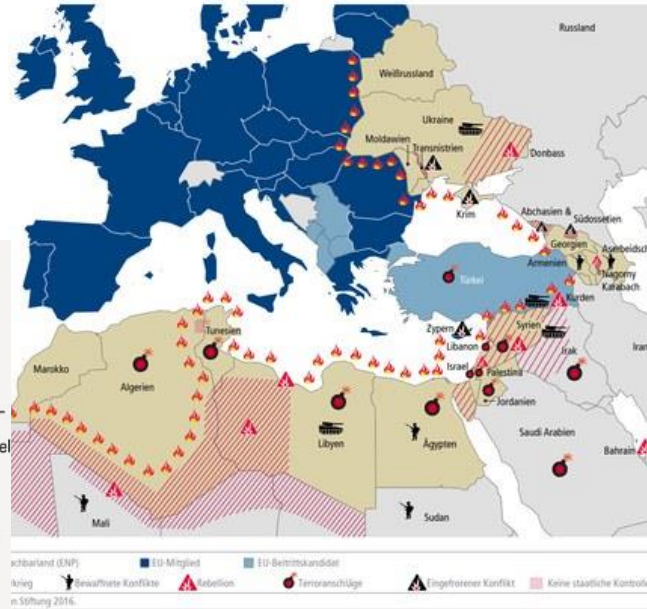 Russland
Weißrussland
Ukraine
Moldawien
Transnistrien
Donbass
Krim
Abchasien &
Südossetien
Georgien
Aserbeidsch
Armenien
Nagorny
Karabach
Türkei
Kurden
Zypern
Syrien
Libanon
Irak
Iran
Israel
Palästina
Jordanien
Tunesien
Marokko
Algerien
Libyen
Ägypten
Saudi Arabien
Bahrain
el
Mali
Sudan
achbarland (ENP) EU-Mitglied EU-Beitrittskandidat
krieg Bewaffnete Konflikte Rebellion Terroranschläge Eingefrorener Konflikt Keine staatliche Kontrolle
n Stiftung 2016.